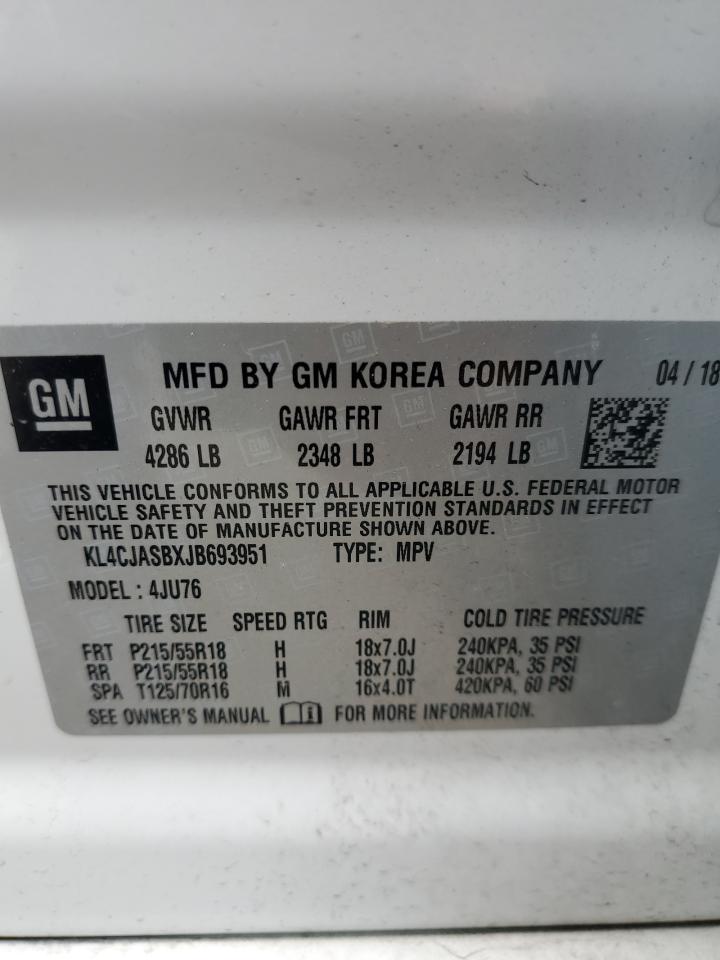 GM MFD BY GM KOREA COMPANY 04 / 18
GVWR GAWR FRT GAWR RR
4286 LB 2348 LB 2194 LB
THIS VEHICLE CONFORMS TO ALL APPLICABLE U.S. FEDERAL MOTOR
VEHICLE SAFETY AND THEFT PREVENTION STANDARDS IN EFFECT
ON THE DATE OF MANUFACTURE SHOWN ABOVE.
KL4CJASBXJB693951 TYPE: MPV
MODEL : 4JU76
TIRE SIZE SPEED RTG RIM COLD TIRE PRESSURE
FRT P215/55R18 H 18x7.0J 240KPA, 35 PSI
RR P215/55R18 H 18x7.0J 240KPA, 35 PSI
SPA T125/70R16 M 16x4.0T 420KPA, 60 PSI
SEE OWNER'S MANUAL i FOR MORE INFORMATION.